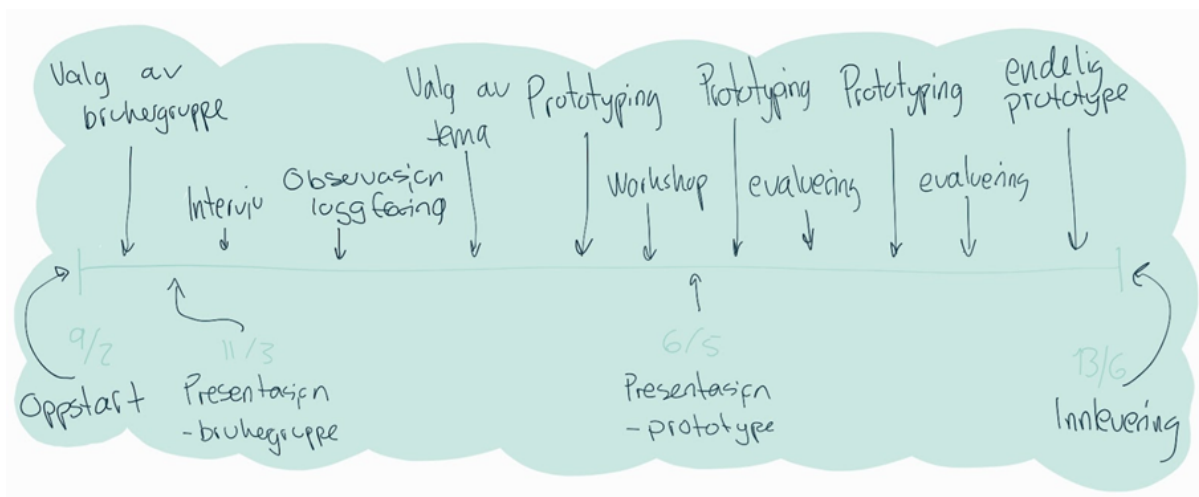 Valg av
brukergruppe
Intervju
Observasjon
loggføring
Valg av
tema
Prototyping
Workshop
Prototyping
evaluering
Prototyping
evaluering
endelig
prototype
9/2
Oppstart
11/3
Presentasjon
-brukegruppe
6/5
Presentasjon
- prototype
13/6
Innlevering